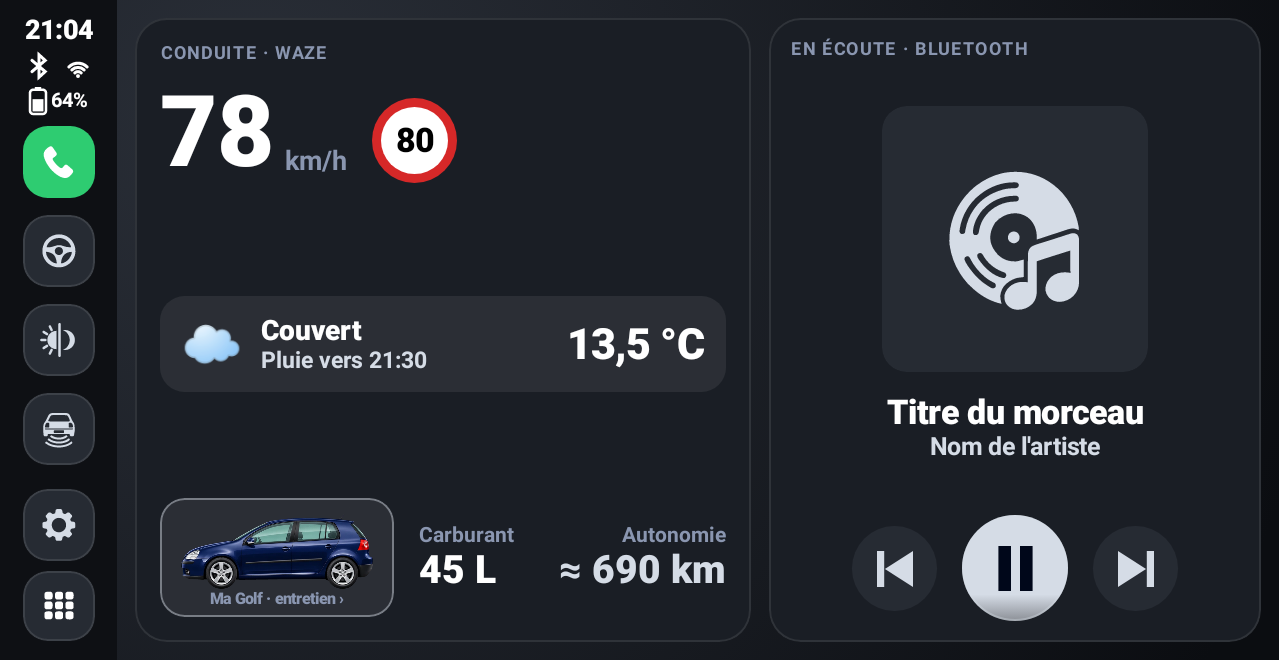 21:04
64%
CONDUITE · WAZE
78 km/h
80
Couvert
Pluie vers 21:30
13,5 °C
Ma Golf · entretien ›
Carburant
45 L
Autonomie
≈ 690 km
EN ÉCOUTE · BLUETOOTH
Titre du morceau
Nom de l'artiste